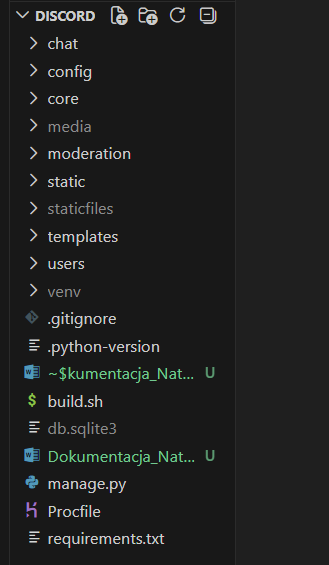 DISCORD
chat
config
core
media
moderation
static
staticfiles
templates
users
venv
.gitignore
.python-version
~$kumentacja_Nat... U
$ build.sh
db.sqlite3
Dokumentacja_Nat... U
manage.py
Procfile
requirements.txt